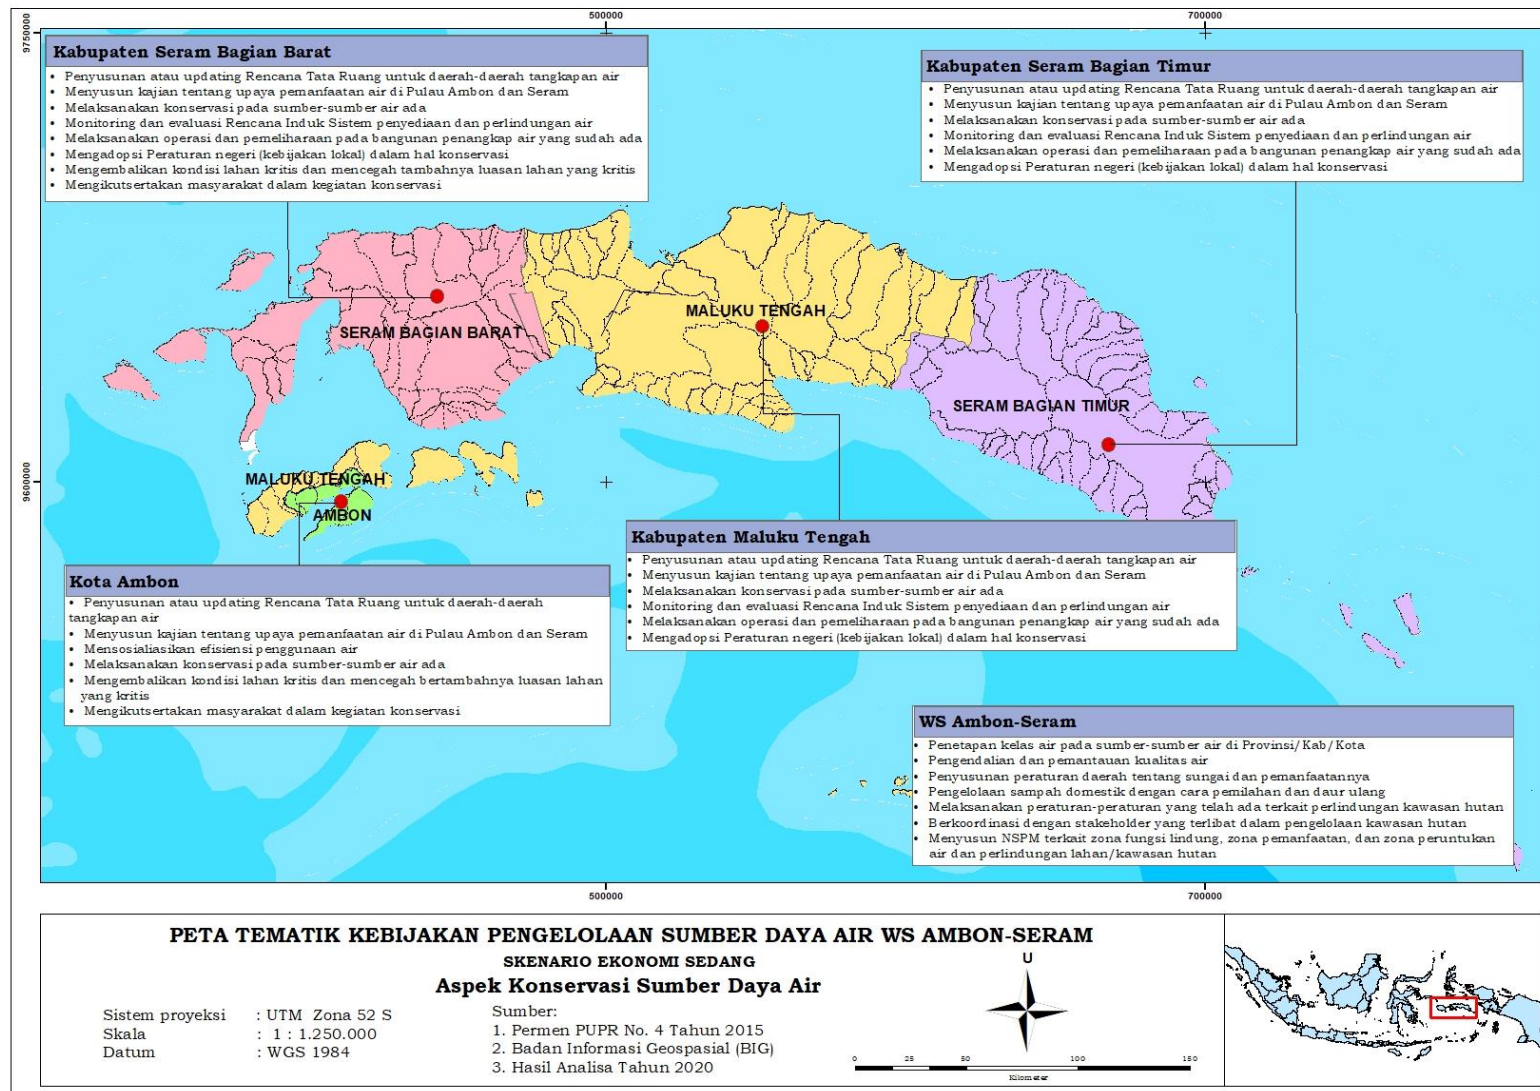 500000
700000
9750000
Kabupaten Seram Bagian Barat
• Penyusunan atau updating Rencana Tata Ruang untuk daerah-daerah tangkapan air
• Menyusun kajian tentang upaya pemanfaatan air di Pulau Ambon dan Seram
• Melaksanakan konservasi pada sumber-sumber air ada
• Monitoring dan evaluasi Rencana Induk Sistem penyediaan dan perlindungan air
• Melaksanakan operasi dan pemeliharaan pada bangunan penangkap air yang sudah ada
• Mengadopsi Peraturan negeri (kebijakan lokal) dalam hal konservasi
• Mengembalikan kondisi lahan kritis dan mencegah tambahnya luasan lahan yang kritis
• Mengikutsertakan masyarakat dalam kegiatan konservasi
Kabupaten Seram Bagian Timur
• Penyusunan atau updating Rencana Tata Ruang untuk daerah-daerah tangkapan air
• Menyusun kajian tentang upaya pemanfaatan air di Pulau Ambon dan Seram
• Melaksanakan konservasi pada sumber-sumber air ada
• Monitoring dan evaluasi Rencana Induk Sistem penyediaan dan perlindungan air
• Melaksanakan operasi dan pemeliharaan pada bangunan penangkap air yang sudah ada
• Mengadopsi Peraturan negeri (kebijakan lokal) dalam hal konservasi
MALUKU TENGAH
SERAM BAGIAN BARAT
SERAM BAGIAN TIMUR
MALUKU TENGAH
AMBON
9600000
Kabupaten Maluku Tengah
• Penyusunan atau updating Rencana Tata Ruang untuk daerah-daerah tangkapan air
• Menyusun kajian tentang upaya pemanfaatan air di Pulau Ambon dan Seram
• Melaksanakan konservasi pada sumber-sumber air ada
• Monitoring dan evaluasi Rencana Induk Sistem penyediaan dan perlindungan air
• Melaksanakan operasi dan pemeliharaan pada bangunan penangkap air yang sudah ada
• Mengadopsi Peraturan negeri (kebijakan lokal) dalam hal konservasi
Kota Ambon
• Penyusunan atau updating Rencana Tata Ruang untuk daerah-daerah
tangkapan air
• Menyusun kajian tentang upaya pemanfaatan air di Pulau Ambon dan Seram
• Mensosialiasikan efisiensi penggunaan air
• Melaksanakan konservasi pada sumber-sumber air ada
• Mengembalikan kondisi lahan kritis dan mencegah bertambahnya luasan lahan
yang kritis
• Mengikutsertakan masyarakat dalam kegiatan konservasi
WS Ambon-Seram
• Penetapan kelas air pada sumber-sumber air di Provinsi/Kab/Kota
• Pengendalian dan pemantauan kualitas air
• Penyusunan peraturan daerah tentang sungai dan pemanfaatannya
• Pengelolaan sampah domestik dengan cara pemilahan dan daur ulang
• Melaksanakan peraturan-peraturan yang telah ada terkait perlindungan kawasan hutan
• Berkoordinasi dengan stakeholder yang terlibat dalam pengelolaan kawasan hutan
• Menyusun NSPM terkait zona fungsi lindung, zona pemanfaatan, dan zona peruntukan
air dan perlindungan lahan/kawasan hutan
500000
700000
PETA TEMATIK KEBIJAKAN PENGELOLAAN SUMBER DAYA AIR WS AMBON-SERAM
SKENARIO EKONOMI SEDANG
Aspek Konservasi Sumber Daya Air
Sistem proyeksi : UTM Zona 52 S
Skala : 1 : 1.250.000
Datum : WGS 1984
Sumber:
1. Permen PUPR No. 4 Tahun 2015
2. Badan Informasi Geospasial (BIG)
3. Hasil Analisa Tahun 2020
U
0 25 50 100 150
Kilometer